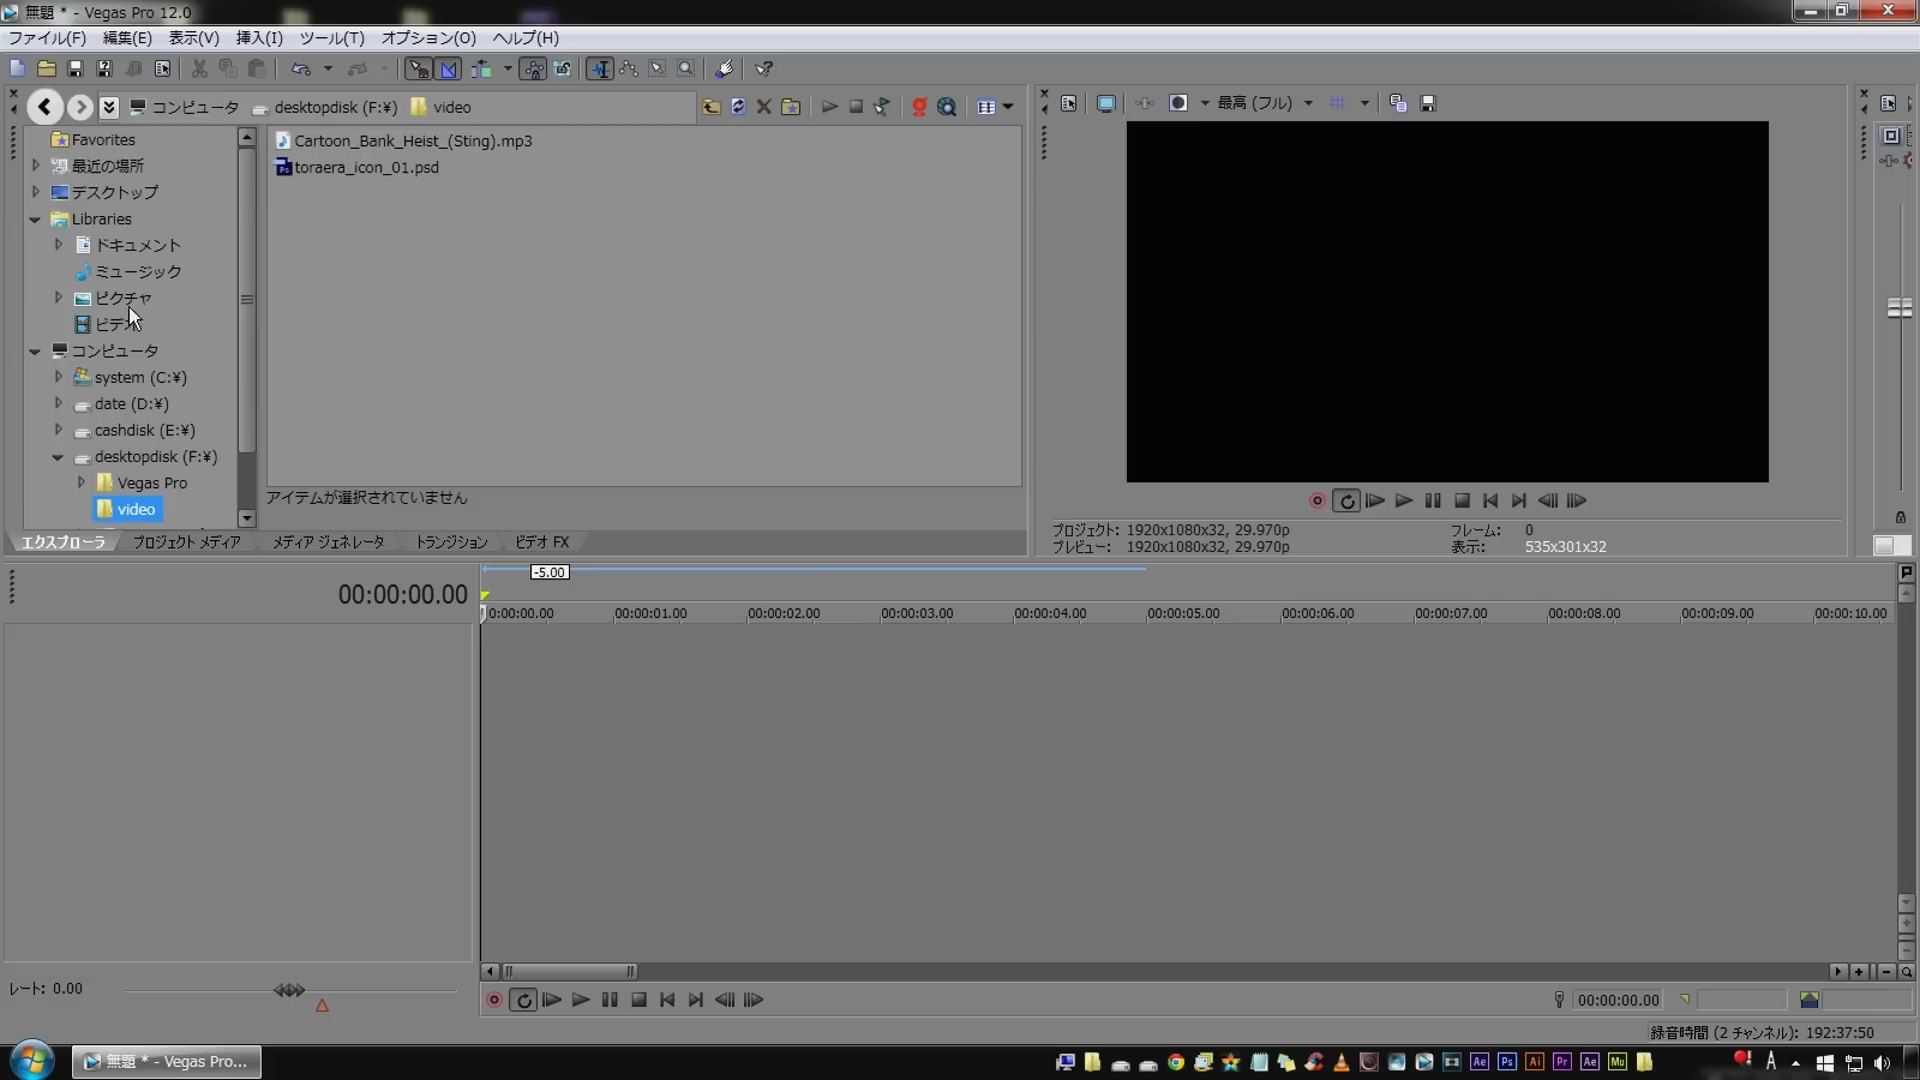 無題 * - Vegas Pro 12.0
ファイル(F) 編集(E) 表示(V) 挿入(I) ツール(T) オプション(O) ヘルプ(H)
コンピュータ desktopdisk (F:¥) video
最高 (フル)
Favorites
最近の場所
デスクトップ
Libraries
ドキュメント
ミュージック
ピクチャ
ビデオ
コンピュータ
system (C:¥)
date (D:¥)
cashdisk (E:¥)
desktopdisk (F:¥)
Vegas Pro
video
Cartoon_Bank_Heist_(Sting).mp3
toraera_icon_01.psd
アイテムが選択されていません
エクスプローラ プロジェクト メディア メディア ジェネレータ トランジション ビデオ FX
プロジェクト: 1920x1080x32, 29.970p フレーム: 0
プレビュー: 1920x1080x32, 29.970p 表示: 535x301x32
-5.00
00:00:00.00
0:00:00.00 00:00:01.00 00:00:02.00 00:00:03.00 00:00:04.00 00:00:05.00 00:00:06.00 00:00:07.00 00:00:08.00 00:00:09.00 00:00:10.00
レート: 0.00
00:00:00.00
録音時間 (2 チャンネル): 192:37:50
無題 * - Vegas Pro...
Ae Ps Ai Pr Ae Mu
A